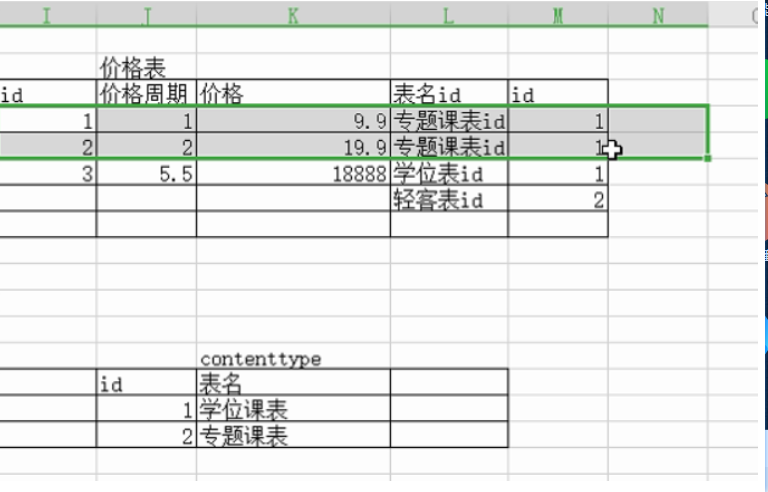 I J K L M N
价格表
id 价格周期 价格 表名id id
1 1 9.9 专题课表id 1
2 2 19.9 专题课表id 1
3 5.5 18888 学位表id 1
轻客表id 2
contenttype
id 表名
1 学位课表
2 专题课表